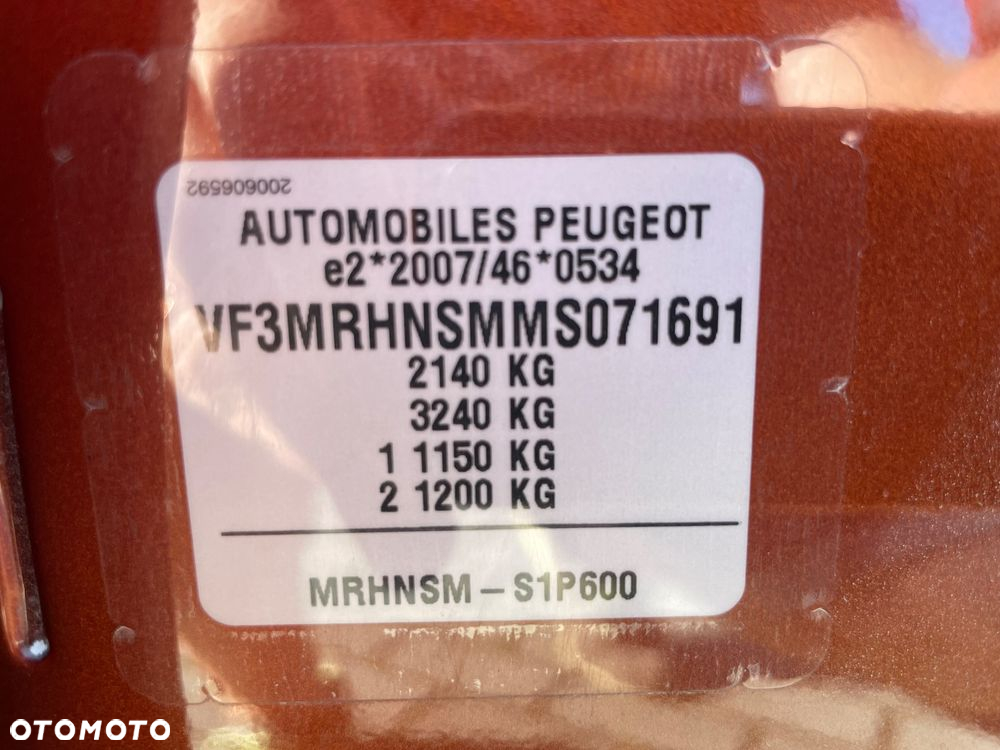 200606592
AUTOMOBILES PEUGEOT
e2*2007/46*0534
VF3MRHNSMMS071691
2140 KG
3240 KG
1 1150 KG
2 1200 KG
MRHNSM – S1P600
OTOMOTO